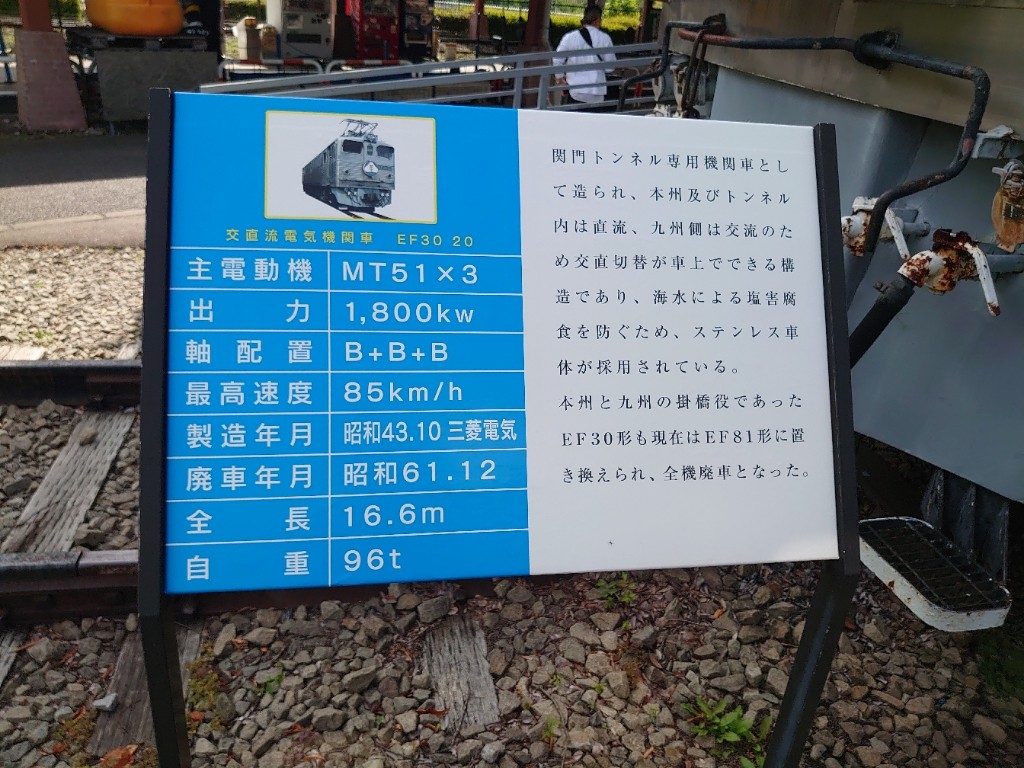 交直流電気機関車 EF30 20
主電動機 MT51×3
出力 1,800kw
軸配置 B+B+B
最高速度 85km/h
製造年月 昭和43.10 三菱電気
廃車年月 昭和61.12
全長 16.6m
自重 96t
関門トンネル専用機関車とし
て造られ、本州及びトンネル
内は直流、九州側は交流のた
め交直切替が車上でできる構
造であり、海水による塩害腐
食を防ぐため、ステンレス車
体が採用されている。
本州と九州の掛橋役であった
EF30形も現在はEF81形に置
き換えられ、全機廃車となった。